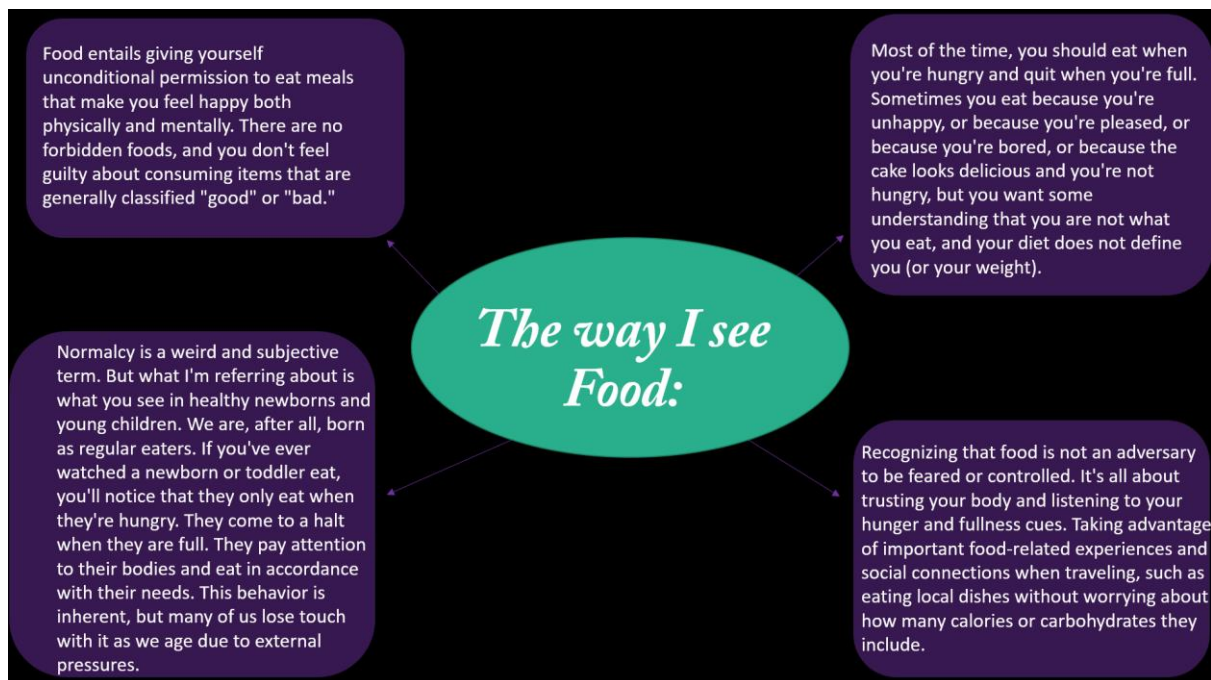 Food entails giving yourself
unconditional permission to eat meals
that make you feel happy both
physically and mentally. There are no
forbidden foods, and you don't feel
guilty about consuming items that are
generally classified "good" or "bad."
Most of the time, you should eat when
you're hungry and quit when you're full.
Sometimes you eat because you're
unhappy, or because you're pleased, or
because you're bored, or because the
cake looks delicious and you're not
hungry, but you want some
understanding that you are not what
you eat, and your diet does not define
you (or your weight).
The way I see
Food:
Normalcy is a weird and subjective
term. But what I'm referring about is
what you see in healthy newborns and
young children. We are, after all, born
as regular eaters. If you've ever
watched a newborn or toddler eat,
you'll notice that they only eat when
they're hungry. They come to a halt
when they are full. They pay attention
to their bodies and eat in accordance
with their needs. This behavior is
inherent, but many of us lose touch
with it as we age due to external
pressures.
Recognizing that food is not an adversary
to be feared or controlled. It's all about
trusting your body and listening to your
hunger and fullness cues. Taking advantage
of important food-related experiences and
social connections when traveling, such as
eating local dishes without worrying about
how many calories or carbohydrates they
include.